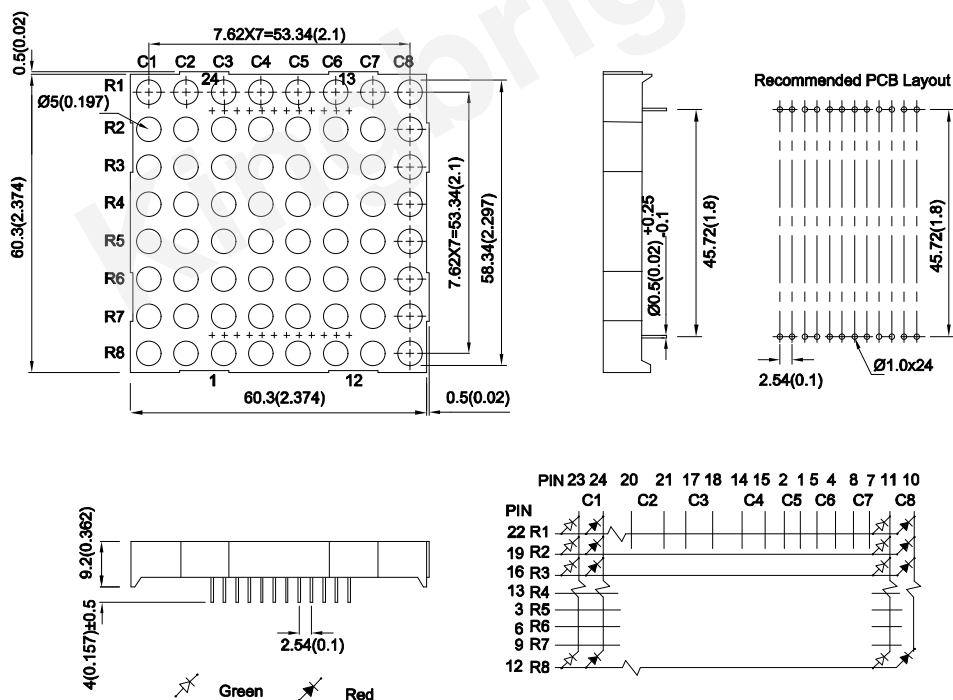 7.62X7=53.34(2.1)
0.5(0.02)
C1 C2 C3 C4 C5 C6 C7 C8
24 13
R1
Ø5(0.197)
R2
R3
R4
R5
R6
R7
R8
60.3(2.374)
7.62X7=53.34(2.1)
58.34(2.297)
1 12
60.3(2.374) 0.5(0.02)
Ø0.5(0.02) +0.25 -0.1
45.72(1.8)
Recommended PCB Layout
45.72(1.8)
2.54(0.1)
Ø1.0x24
9.2(0.362)
4(0.157)±0.5
2.54(0.1)
Green Red
PIN 23 24 20 21 17 18 14 15 2 1 5 4 8 7 11 10
C1 C2 C3 C4 C5 C6 C7 C8
PIN
22 R1
19 R2
16 R3
13 R4
3 R5
6 R6
9 R7
12 R8
Kingbrig